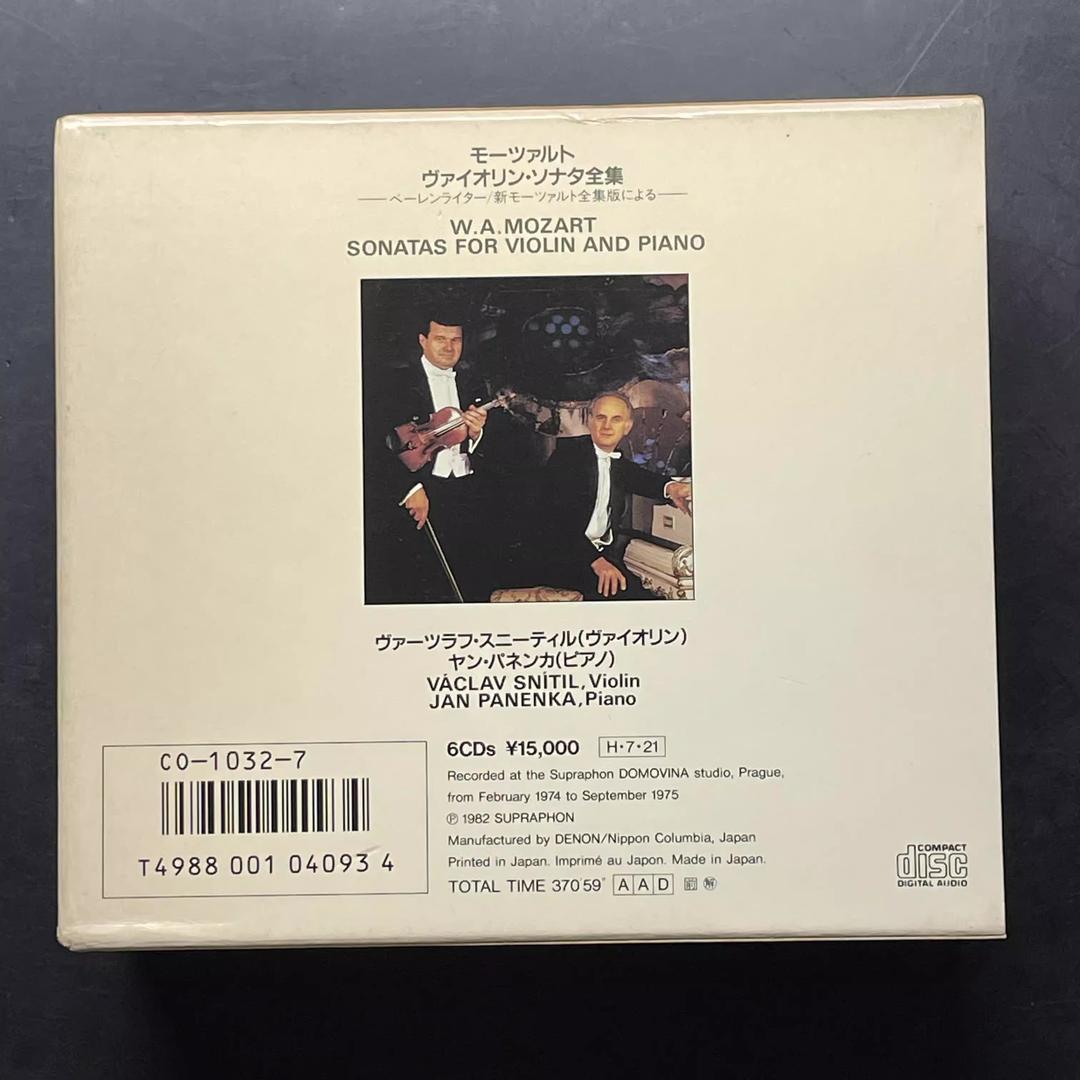 モーツァルト
ヴァイオリン・ソナタ全集
ベーレンライター/新モーツァルト全集版による
W.A.MOZART
SONATAS FOR VIOLIN AND PIANO
ヴァーツラフ・スニーティル(ヴァイオリン)
ヤン・パネンカ(ピアノ)
VÁCLAV SNÍTIL, Violin
JAN PANENKA, Piano
CO-1032-7
T4988 001 04093 4
6CDs ¥15,000 H・7・21
Recorded at the Supraphon DOMOVINA studio, Prague,
from February 1974 to September 1975
Ⓟ 1982 SUPRAPHON
Manufactured by DENON/Nippon Columbia, Japan
Printed in Japan. Imprimé au Japon. Made in Japan.
TOTAL TIME 370'59" A A D
COMPACT
disc
DIGITAL AUDIO